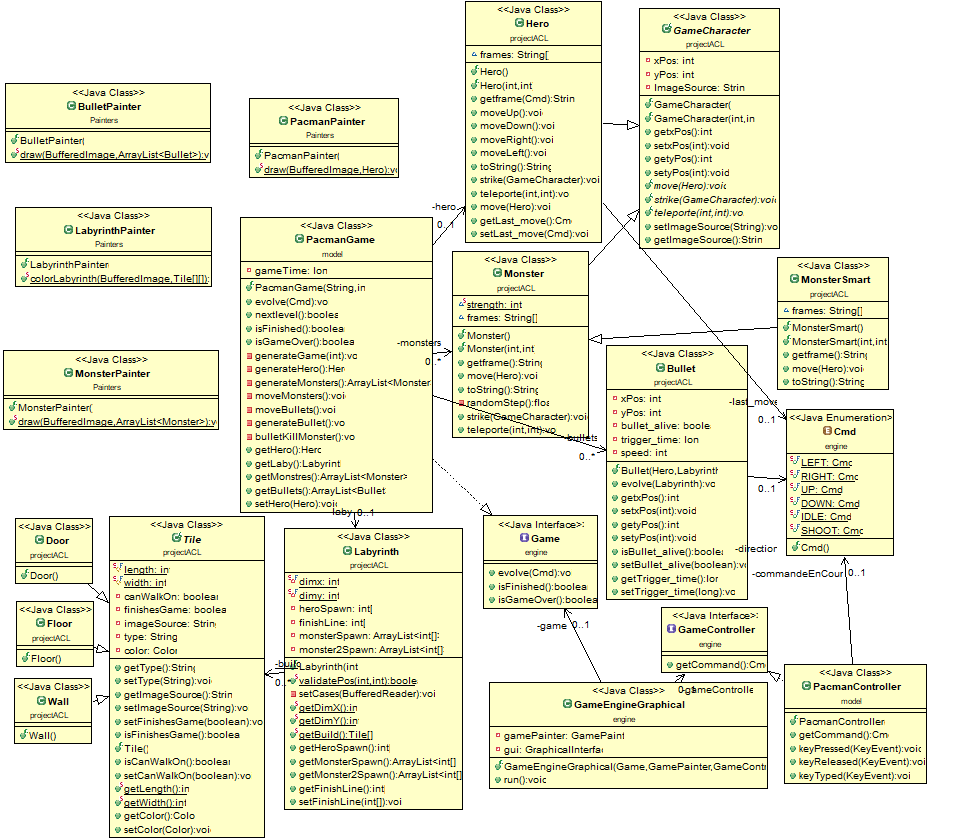 <<Java Class>>
BulletPainter
Painters
BulletPainter(
draw(BufferedImage,ArrayList<Bullet>):v
<<Java Class>>
PacmanPainter
Painters
PacmanPainter(
draw(BufferedImage,Hero):v
<<Java Class>>
Hero
projectACL
frames: String[]
Hero()
Hero(int,int
getframe(Cmd):Strin
moveUp():voi
moveDown():voi
moveRight():voi
moveLeft():voi
toString():String
strike(GameCharacter):voi
teleporte(int,int):vo
move(Hero):voi
getLast_move():Cm
setLast_move(Cmd):voi
<<Java Class>>
GameCharacter
projectACL
xPos: int
yPos: int
ImageSource: Strin
GameCharacter(
GameCharacter(int,in
getxPos():int
setxPos(int):void
getyPos():int
setyPos(int):void
move(Hero):voic
strike(GameCharacter):voi
teleporte(int,int):vo
setImageSource(String):vo
getImageSource():Strin
<<Java Class>>
LabyrinthPainter
Painters
LabyrinthPainter
colorLabyrinth(BufferedImage,Tile[][]):
<<Java Class>>
MonsterPainter
Painters
MonsterPainter(
draw(BufferedImage,ArrayList<Monster>):v
<<Java Class>>
PacmanGame
model
gameTime: lon
PacmanGame(String,in
evolve(Cmd):vo
nextlevel():boolea
isFinished():boolea
isGameOver():boolea
generateGame(int):vc
generateHero():Her
generateMonsters():ArrayList<Monster
moveMonsters():voi
moveBullets():voi
generateBullet():voi
bulletKillMonster():vo
getHero():Herc
getLaby():Labyrint
getMonstres():ArrayList<Monster>
getBullets():ArrayList<Bullet
setHero(Hero):voi
-hero
0..1
-monsters
0..*
-bullets
0..*
-laby 0..1
<<Java Class>>
Monster
projectACL
strength: int
frames: String[]
Monster()
Monster(int,int
getframe():Strin
move(Hero):voi
toString():String
randomStep():floa
strike(GameCharacter):voi
teleporte(int,int):vo
<<Java Class>>
MonsterSmart
projectACL
frames: String[]
MonsterSmart()
MonsterSmart(int,int
getframe():String
move(Hero):voi
toString():String
<<Java Class>>
Bullet
projectACL
xPos: int
yPos: int
bullet_alive: boole
trigger_time: lon
speed: int
Bullet(Hero,Labyrint
evolve(Labyrinth):vo
getxPos():int
setxPos(int):void
getyPos():int
setyPos(int):void
isBullet_alive():boolea
setBullet_alive(boolean):vo
getTrigger_time():lor
setTrigger_time(long):vo
-last_move
0..1
0..1
-direction
<<Java Enumeration>
Cmd
engine
LEFT: Cmc
RIGHT: Cmc
UP: Cmd
DOWN: Cmd
IDLE: Cmd
SHOOT: Cmc
Cmd()
-commandeEnCour
0..1
<<Java Class>>
Door
projectACL
Door()
<<Java Class>>
Floor
projectACL
Floor()
<<Java Class>>
Wall
projectACL
Wall()
<<Java Class>>
Tile
projectACL
length: in
width: int
canWalkOn: boolean
finishesGame: boolea
imageSource: Strin
type: String
color: Color
getType():String
setType(String):voi
getImageSource():Strin
setImageSource(String):vo
setFinishesGame(boolean):vo
isFinishesGame():boolea
Tile()
isCanWalkOn():boolean
setCanWalkOn(boolean):vo
getLength():in
getWidth():int
getColor():Colo
setColor(Color):voi
<<Java Class>>
Labyrinth
projectACL
dimx: int
dimy: int
heroSpawn: int[
finishLine: int[
monsterSpawn: ArrayList<int[]
monster2Spawn: ArrayList<int[]
Labyrinth(int
validatePos(int,int):boole
setCases(BufferedReader):voi
getDimX():in
getDimY():int
getBuild():Tile[]
getHeroSpawn():int
getMonsterSpawn():ArrayList<int[]
getMonster2Spawn():ArrayList<int[]
getFinishLine():int[
setFinishLine(int[]):voi
-build
0..*
<<Java Interface>:
Game
engine
evolve(Cmd):vo
isFinished():boolea
isGameOver():boolea
-game 0..1
<<Java Interface>:
GameController
engine
getCommand():Cm
0..1
-gameControlle
<<Java Class>>
GameEngineGraphical
engine
gamePainter: GamePaint
gui: GraphicalInterfac
GameEngineGraphical(Game,GamePainter,GameContr
run():voic
<<Java Class>>
PacmanController
model
PacmanController
getCommand():Cm
keyPressed(KeyEvent):voic
keyReleased(KeyEvent):voi
keyTyped(KeyEvent):voi